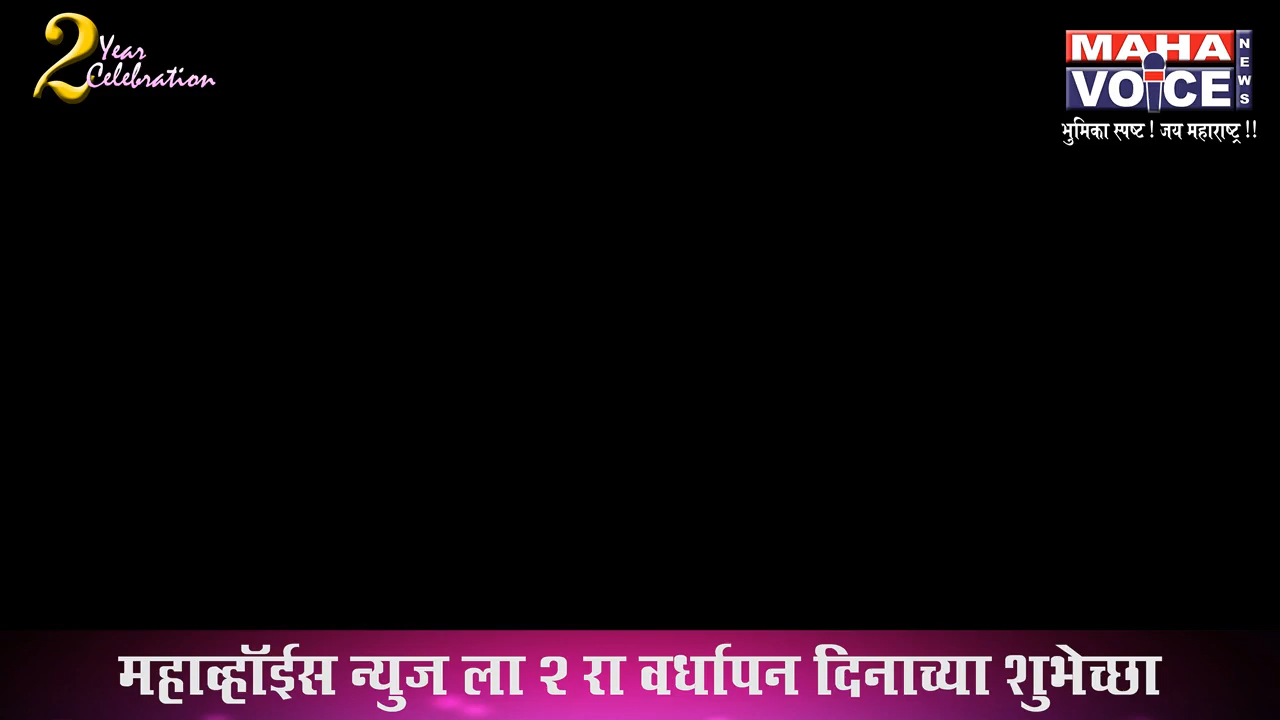 2 Year
Celebration
MAHA
VOICE
NEWS
भुमिका स्पष्ट ! जय महाराष्ट्र !!
महाव्हॉईस न्युज ला २ रा वर्धापन दिनाच्या शुभेच्छा